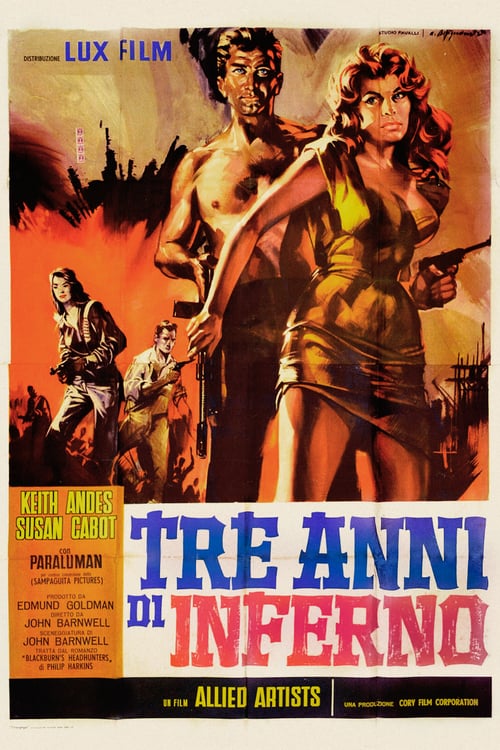 STUDIO PAVALLI
DISTRIBUZIONE LUX FILM
KEITH ANDES
SUSAN CABOT
CON
PARALUMAN
(SAMPAGUITA PICTURES)
PRODOTTO DA
EDMUND GOLDMAN
DIRETTO DA
JOHN BARNWELL
SCENEGGIATURA DI
JOHN BARNWELL
TRATTA DAL ROMANZO
"BLACKBURN'S HEADHUNTERS,,
di PHILIP HARKINS
TRE ANNI
DI INFERNO
UN FILM ALLIED ARTISTS
UNA PRODUZIONE CORY FILM CORPORATION